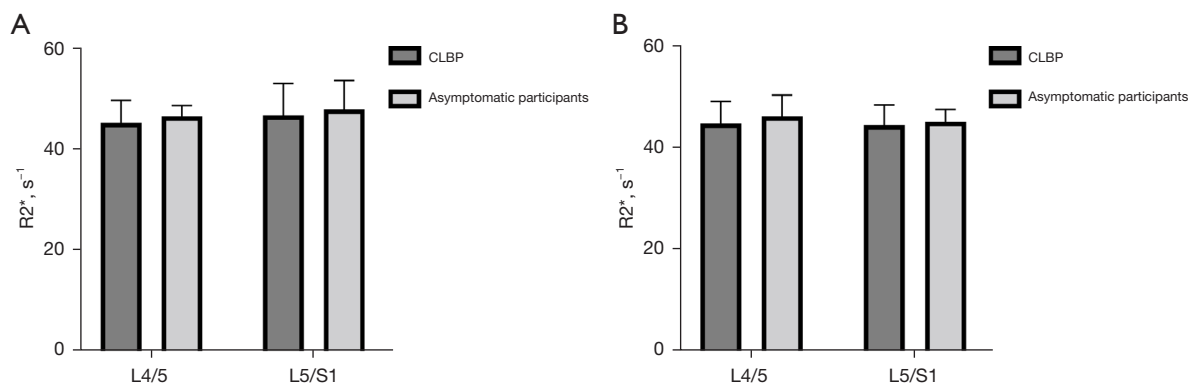 A
60
40
20
0
R2*, s⁻¹
L4/5
L5/S1
CLBP
Asymptomatic participants
B
60
40
20
0
R2*, s⁻¹
L4/5
L5/S1
CLBP
Asymptomatic participants